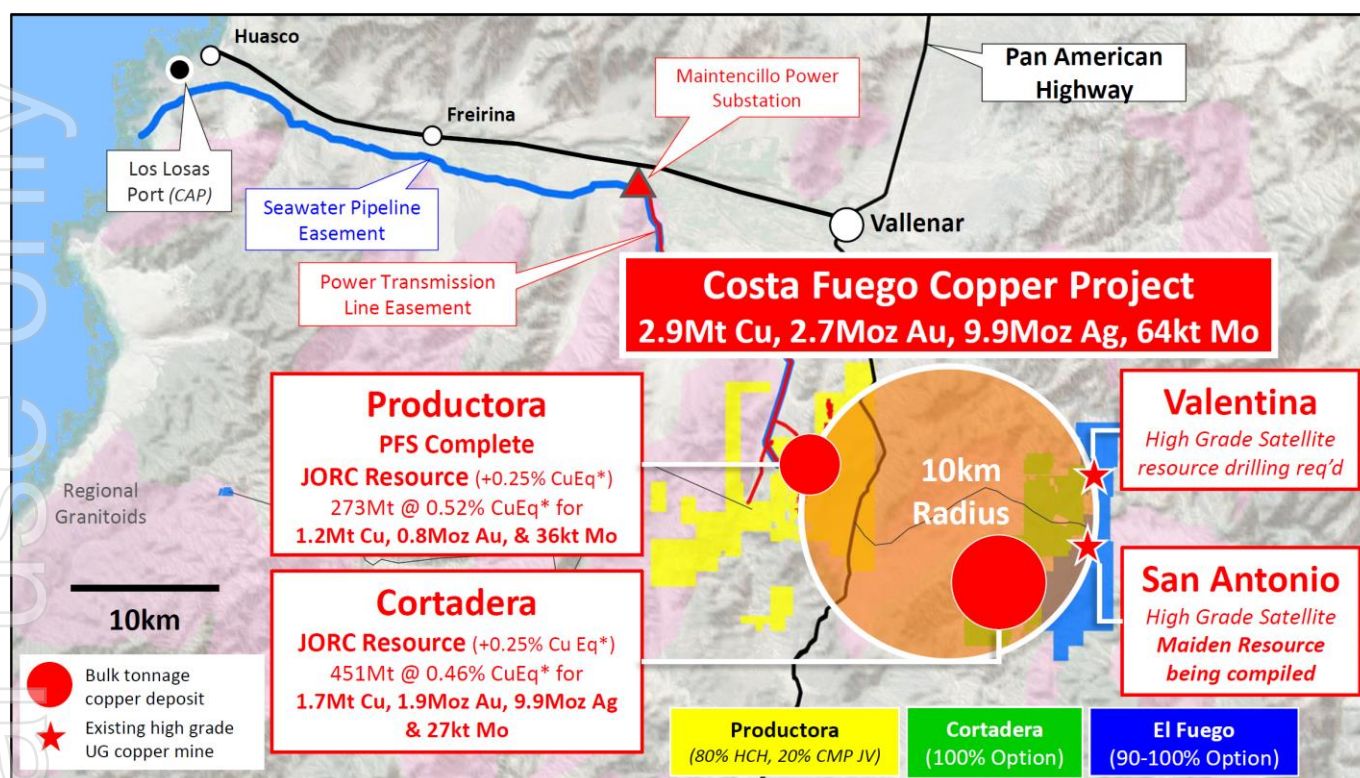 Huasco
Los Losas
Port (CAP)
Freirina
Seawater Pipeline
Easement
Power Transmission
Line Easement
Maintencillo Power
Substation
Pan American
Highway
Vallenar
Costa Fuego Copper Project
2.9Mt Cu, 2.7Moz Au, 9.9Moz Ag, 64kt Mo
Productora
PFS Complete
JORC Resource (+0.25% CuEq*)
273Mt @ 0.52% CuEq* for
1.2Mt Cu, 0.8Moz Au, & 36kt Mo
Cortadera
JORC Resource (+0.25% Cu Eq*)
451Mt @ 0.46% CuEq* for
1.7Mt Cu, 1.9Moz Au, 9.9Moz Ag
& 27kt Mo
10km
Radius
Valentina
High Grade Satellite
resource drilling req'd
San Antonio
High Grade Satellite
Maiden Resource
being compiled
Regional
Granitoids
10km
Bulk tonnage
copper deposit
Existing high grade
UG copper mine
Productora
(80% HCH, 20% CMP JV)
Cortadera
(100% Option)
El Fuego
(90-100% Option)
use only